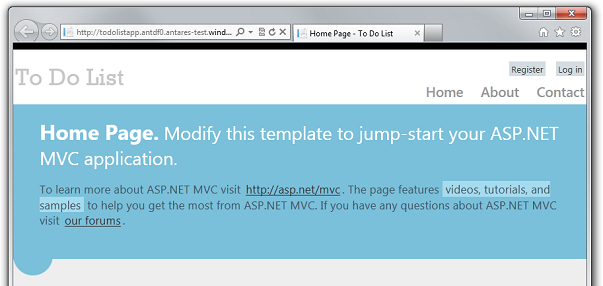 http://todolistapp.antdf0.antares-test.wind...
Home Page - To Do List
Register Log in
To Do List
Home About Contact
Home Page. Modify this template to jump-start your ASP.NET
MVC application.
To learn more about ASP.NET MVC visit http://asp.net/mvc. The page features videos, tutorials, and
samples to help you get the most from ASP.NET MVC. If you have any questions about ASP.NET MVC
visit our forums.